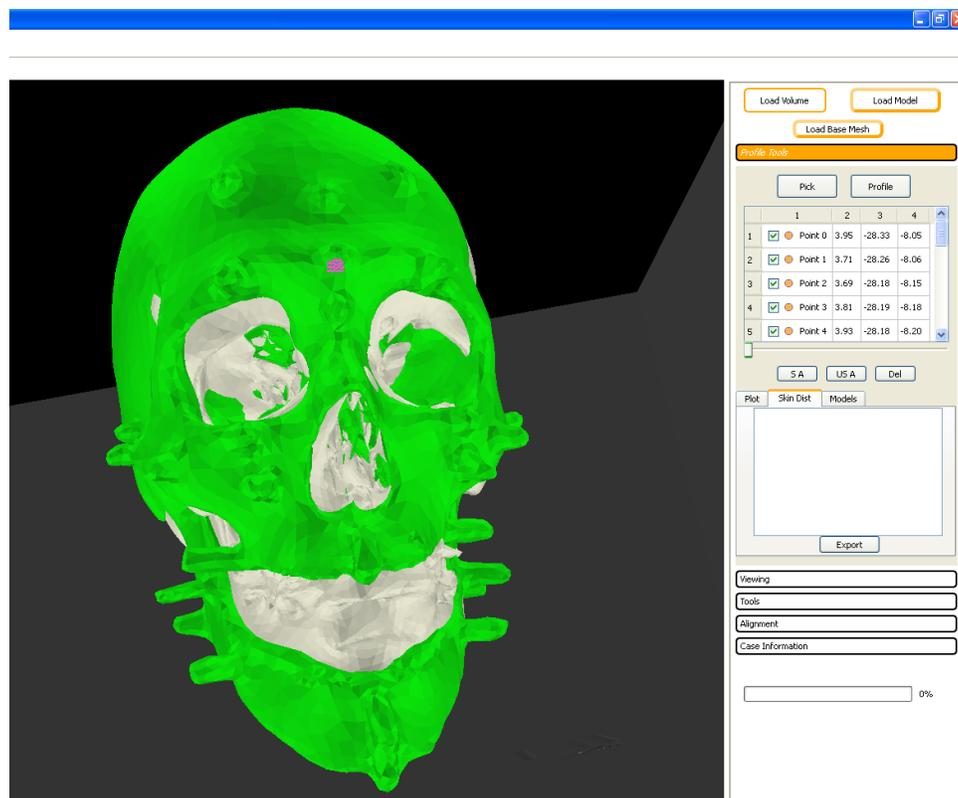 Load Volume Load Model
Load Base Mesh
Profile Tools
Pick Profile
1 2 3 4
1 Point 0 3.95 -28.33 -8.05
2 Point 1 3.71 -28.26 -8.06
3 Point 2 3.69 -28.18 -8.15
4 Point 3 3.81 -28.19 -8.18
5 Point 4 3.93 -28.18 -8.20
S A US A Del
Plot Skin Dist Models
Export
Viewing
Tools
Alignment
Case Information
0%